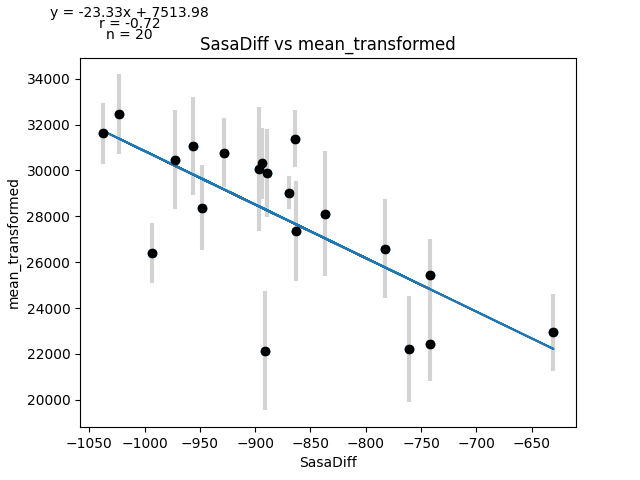 y = -23.33x + 7513.98
r = -0.72
n = 20
SasaDiff vs mean_transformed
34000
32000
30000
28000
26000
24000
22000
20000
mean_transformed
−1050 −1000 −950 −900 −850 −800 −750 −700 −650
SasaDiff